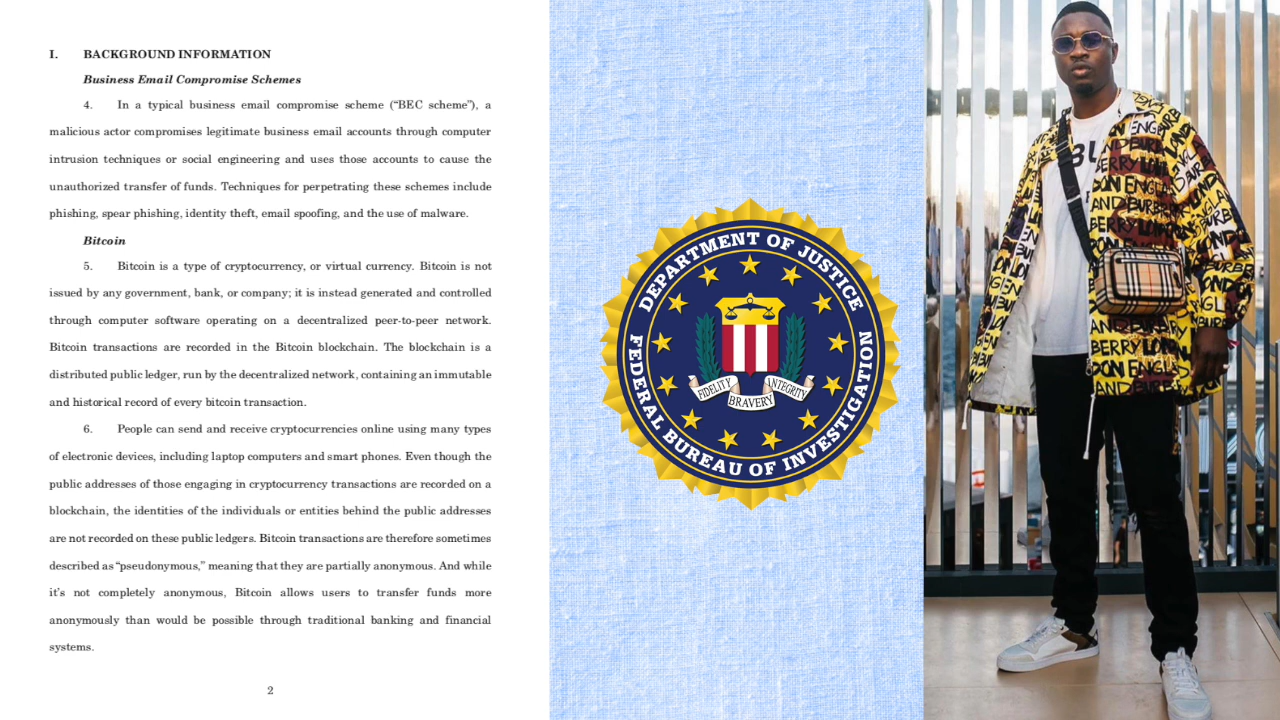 I. BACKGROUND INFORMATION
Business Email Compromise Schemes
4. In a typical business email compromise scheme (“BEC scheme”), a
malicious actor compromises legitimate business email accounts through computer
intrusion techniques or social engineering and uses those accounts to cause the
unauthorized transfer of funds. Techniques for perpetrating these schemes include
phishing, spear phishing, identity theft, email spoofing, and the use of malware.
Bitcoin
5. Bitcoin is a type of cryptocurrency, or virtual currency. Bitcoin is not
issued by any government, bank, or company; it is instead generated and controlled
through computer software operating on a decentralized peer-to-peer network.
Bitcoin transactions are recorded in the Bitcoin blockchain. The blockchain is a
distributed public ledger, run by the decentralized network, containing an immutable
and historical record of every bitcoin transaction.
6. People can send and receive cryptocurrencies online using many types
of electronic devices, including laptop computers and smart phones. Even though the
public addresses of those engaging in cryptocurrency transactions are recorded on a
blockchain, the identities of the individuals or entities behind the public addresses
are not recorded on these public ledgers. Bitcoin transactions are therefore sometimes
described as “pseudonymous,” meaning that they are partially anonymous. And while
it’s not completely anonymous, Bitcoin allows users to transfer funds more
anonymously than would be possible through traditional banking and financial
systems.
2
DEPARTMENT OF JUSTICE
FIDELITY BRAVERY INTEGRITY
FEDERAL BUREAU OF INVESTIGATION